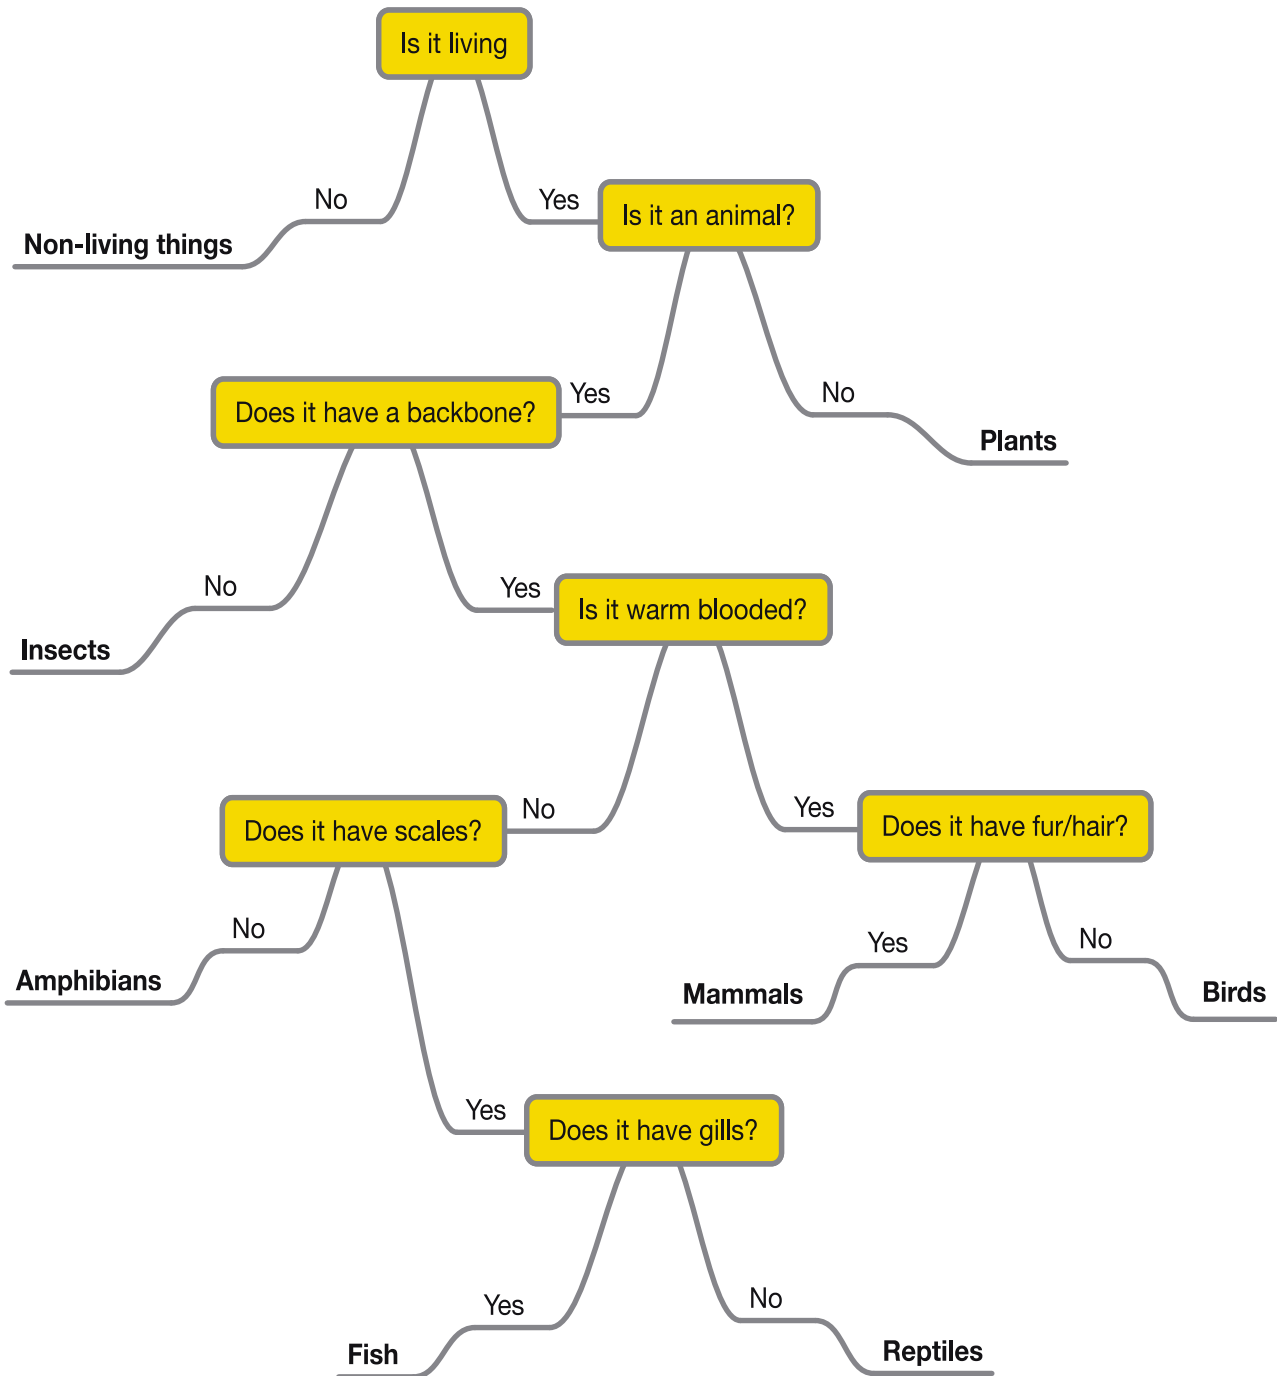 Is it living
No
Yes
Is it an animal?
Non-living things
Does it have a backbone?
Yes
No
Plants
No
Yes
Is it warm blooded?
Insects
Does it have scales?
No
Yes
Does it have fur/hair?
No
Yes
No
Amphibians
Mammals
Birds
Yes
Does it have gills?
Yes
No
Fish
Reptiles